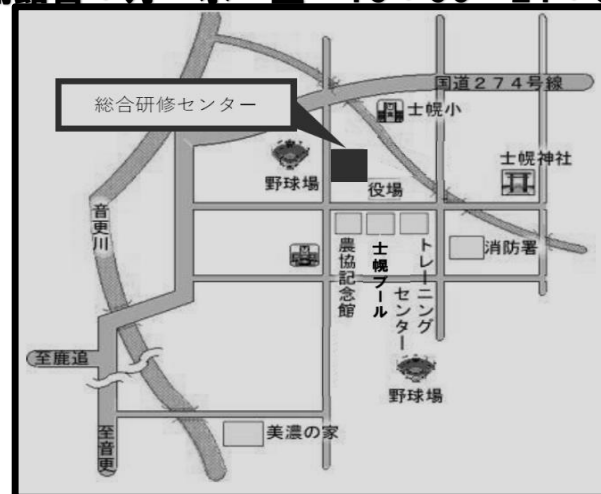 国道274号線
総合研修センター
士幌小
士幌神社
野球場
役場
音更川
農協記念館
士幌プール
トレーニング
センター
消防署
至鹿追
野球場
美濃の家
至音更